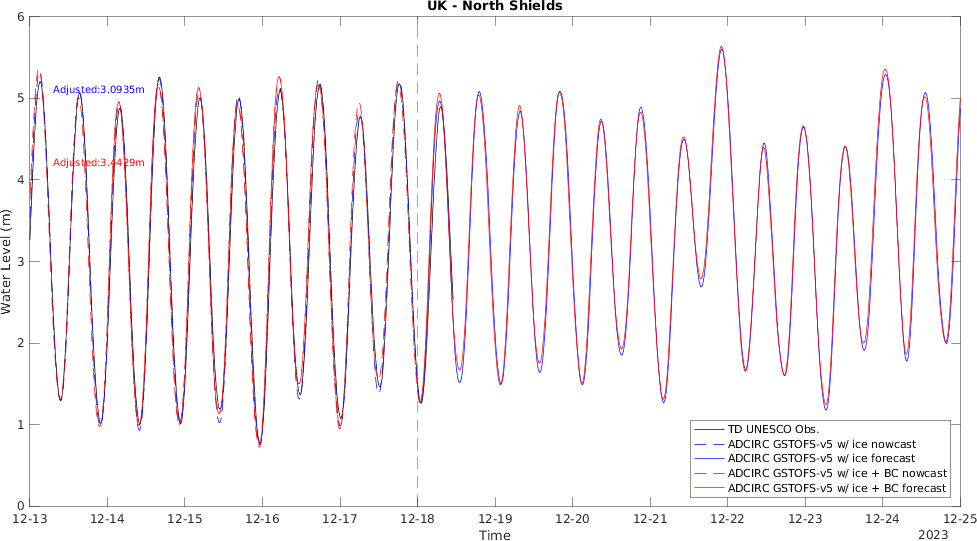 UK - North Shields
6
5
4
3
2
1
0
Water Level (m)
Adjusted:3.0935m
Adjusted:3.4429m
TD UNESCO Obs.
ADCIRC GSTOFS-v5 w/ ice nowcast
ADCIRC GSTOFS-v5 w/ ice forecast
ADCIRC GSTOFS-v5 w/ ice + BC nowcast
ADCIRC GSTOFS-v5 w/ ice + BC forecast
12-13 12-14 12-15 12-16 12-17 12-18 12-19 12-20 12-21 12-22 12-23 12-24 12-25
Time
2023